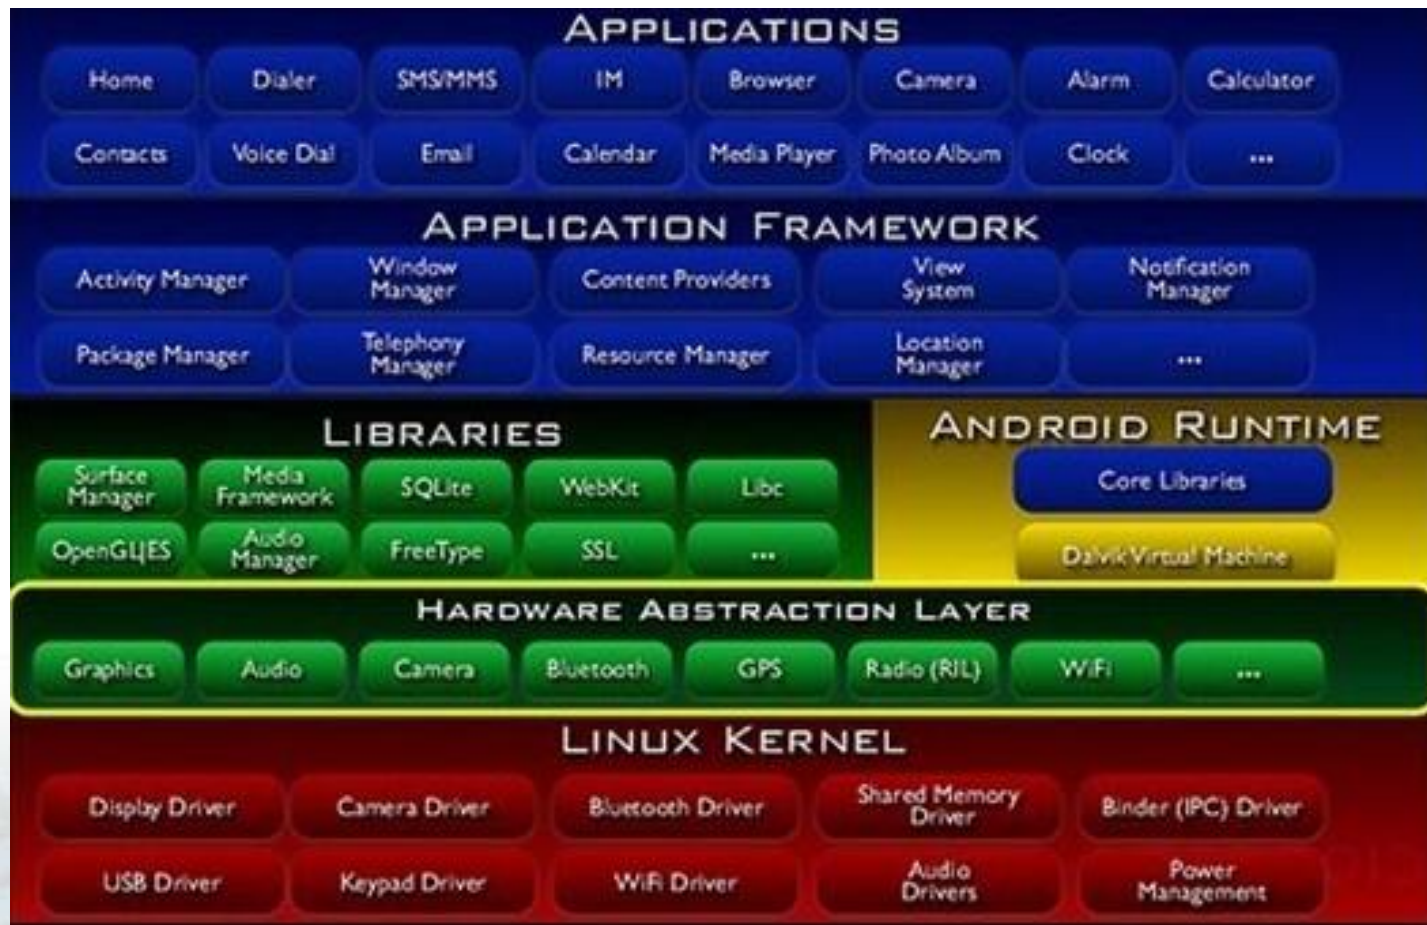 APPLICATIONS
Home Dialer SMS/MMS IM Browser Camera Alarm Calculator
Contacts Voice Dial Email Calendar Media Player Photo Album Clock ...
APPLICATION FRAMEWORK
Activity Manager Window Manager Content Providers View System Notification Manager
Package Manager Telephony Manager Resource Manager Location Manager ...
LIBRARIES
Surface Manager Media Framework SQLite WebKit Libc
OpenGL|ES Audio Manager FreeType SSL ...
ANDROID RUNTIME
Core Libraries
Dalvik Virtual Machine
HARDWARE ABSTRACTION LAYER
Graphics Audio Camera Bluetooth GPS Radio (RIL) WiFi ...
LINUX KERNEL
Display Driver Camera Driver Bluetooth Driver Shared Memory Driver Binder (IPC) Driver
USB Driver Keypad Driver WiFi Driver Audio Drivers Power Management